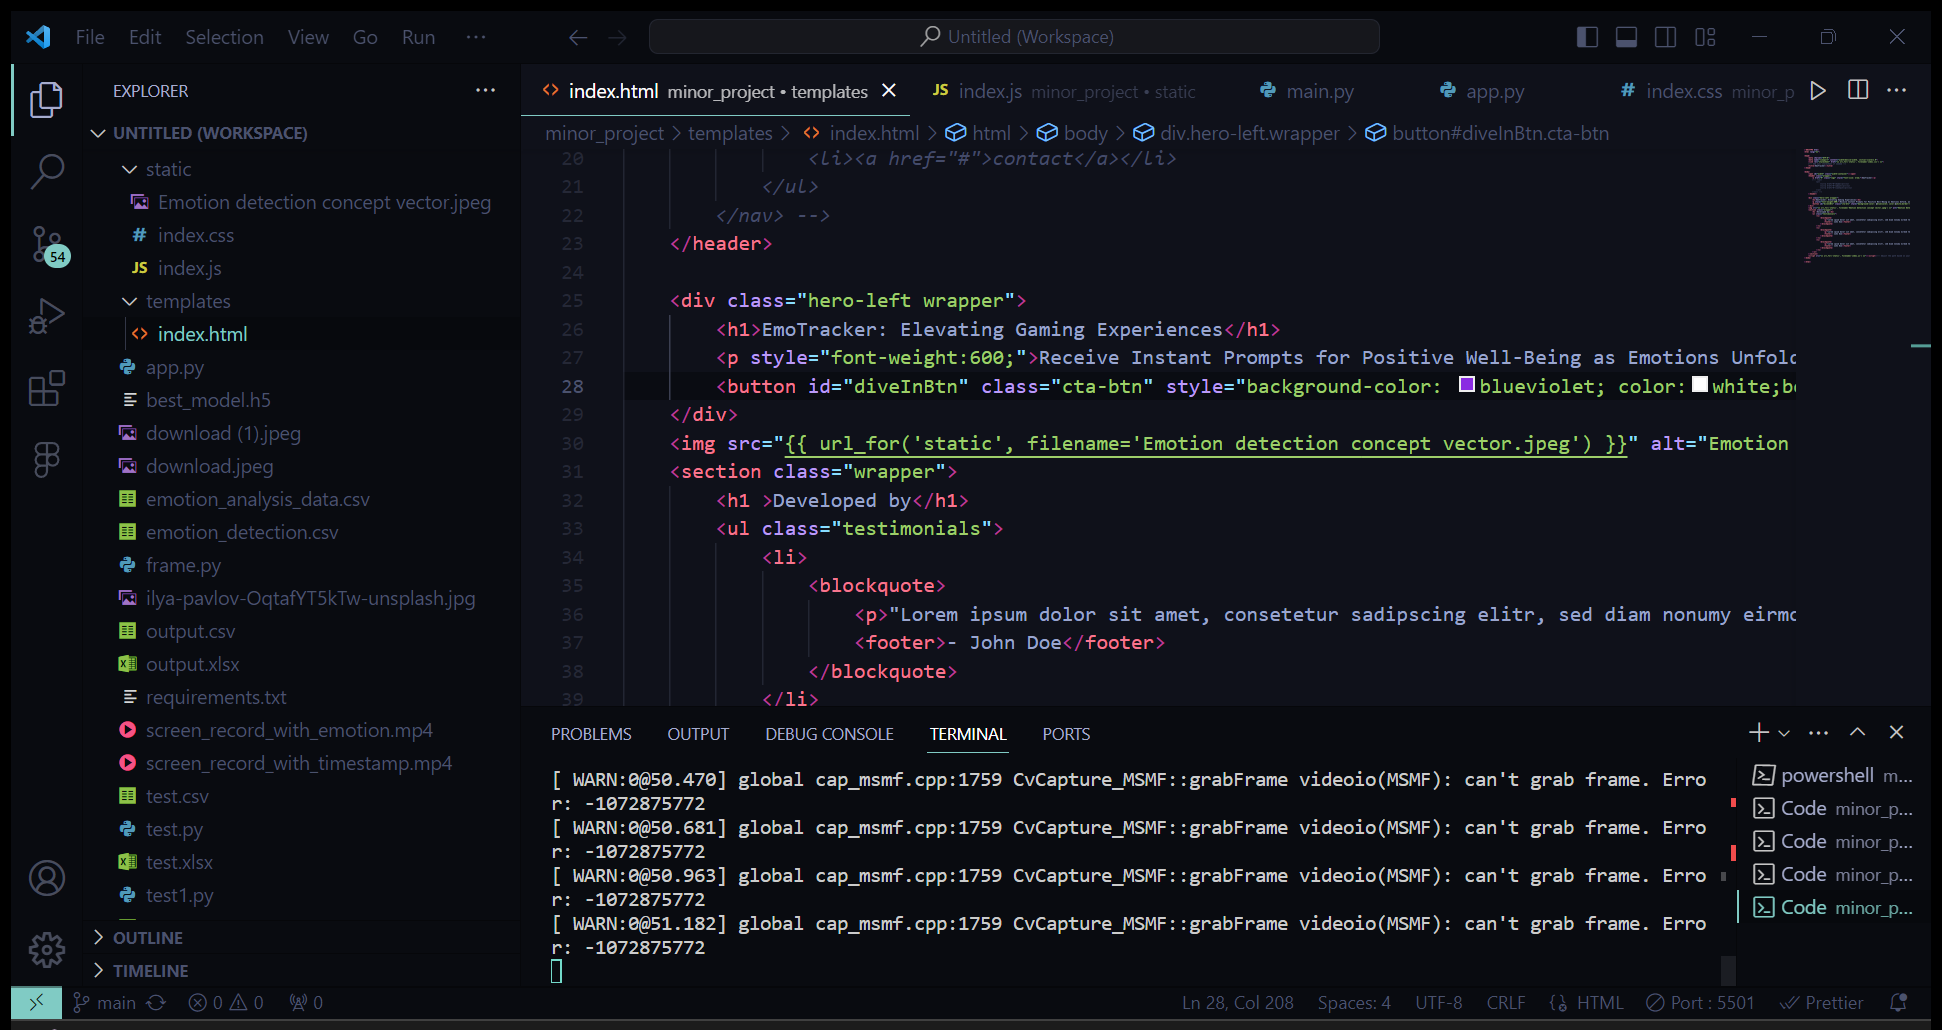 File Edit Selection View Go Run ···
Untitled (Workspace)
EXPLORER
UNTITLED (WORKSPACE)
static
Emotion detection concept vector.jpeg
# index.css
JS index.js
templates
<> index.html
app.py
best_model.h5
download (1).jpeg
download.jpeg
emotion_analysis_data.csv
emotion_detection.csv
frame.py
ilya-pavlov-OqtafYT5kTw-unsplash.jpg
output.csv
output.xlsx
requirements.txt
screen_record_with_emotion.mp4
screen_record_with_timestamp.mp4
test.csv
test.py
test.xlsx
test1.py
OUTLINE
TIMELINE
54
<> index.html minor_project • templates
JS index.js minor_project • static
main.py
app.py
# index.css minor_p
minor_project > templates > <> index.html > html > body > div.hero-left.wrapper > button#diveInBtn.cta-btn
20 <li><a href="#">contact</a></li>
21 </ul>
22 </nav> -->
23 </header>
24
25 <div class="hero-left wrapper">
26 <h1>EmoTracker: Elevating Gaming Experiences</h1>
27 <p style="font-weight:600;">Receive Instant Prompts for Positive Well-Being as Emotions Unfol
28 <button id="diveInBtn" class="cta-btn" style="background-color: blueviolet; color: white;b
29 </div>
30 <img src="{{ url_for('static', filename='Emotion detection concept vector.jpeg') }}" alt="Emotion
31 <section class="wrapper">
32 <h1 >Developed by</h1>
33 <ul class="testimonials">
34 <li>
35 <blockquote>
36 <p>"Lorem ipsum dolor sit amet, consetetur sadipscing elitr, sed diam nonumy eirm
37 <footer>- John Doe</footer>
38 </blockquote>
39 </li>
PROBLEMS OUTPUT DEBUG CONSOLE TERMINAL PORTS
[ WARN:0@50.470] global cap_msmf.cpp:1759 CvCapture_MSMF::grabFrame videoio(MSMF): can't grab frame. Erro
r: -1072875772
[ WARN:0@50.681] global cap_msmf.cpp:1759 CvCapture_MSMF::grabFrame videoio(MSMF): can't grab frame. Erro
r: -1072875772
[ WARN:0@50.963] global cap_msmf.cpp:1759 CvCapture_MSMF::grabFrame videoio(MSMF): can't grab frame. Erro
r: -1072875772
[ WARN:0@51.182] global cap_msmf.cpp:1759 CvCapture_MSMF::grabFrame videoio(MSMF): can't grab frame. Erro
r: -1072875772
powershell m...
Code minor_p...
Code minor_p...
Code minor_p...
Code minor_p...
main 0 0 0
Ln 28, Col 208 Spaces: 4 UTF-8 CRLF HTML Port : 5501 Prettier